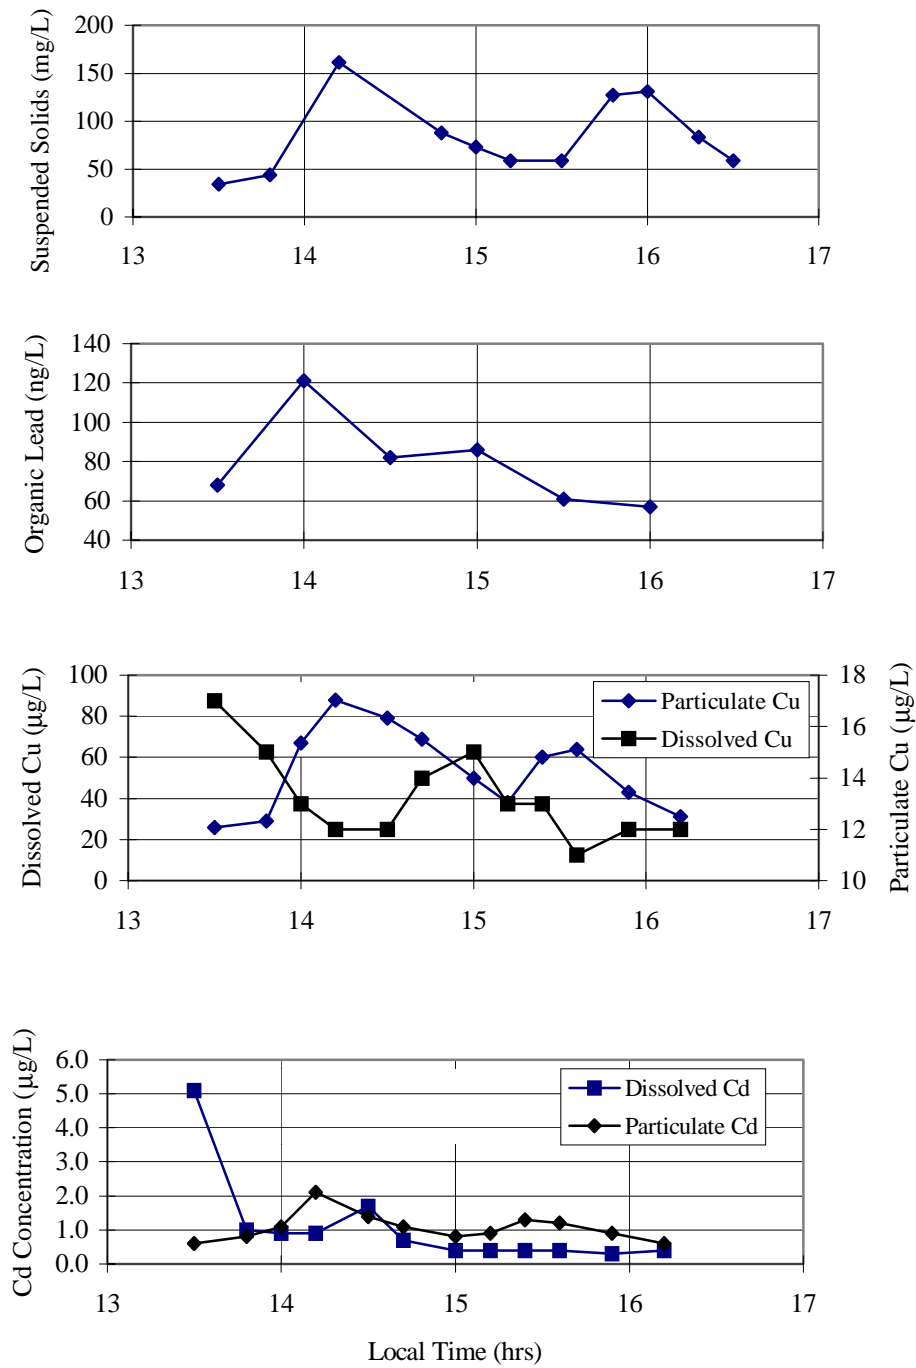 Suspended Solids (mg/L)
200
150
100
50
0
13 14 15 16 17
Organic Lead (ng/L)
140
120
100
80
60
40
13 14 15 16 17
Dissolved Cu (µg/L)
100
80
60
40
20
0
Particulate Cu
Dissolved Cu
18
16
14
12
10
Particulate Cu (µg/L)
13 14 15 16 17
Cd Concentration (µg/L)
6.0
5.0
4.0
3.0
2.0
1.0
0.0
Dissolved Cd
Particulate Cd
13 14 15 16 17
Local Time (hrs)